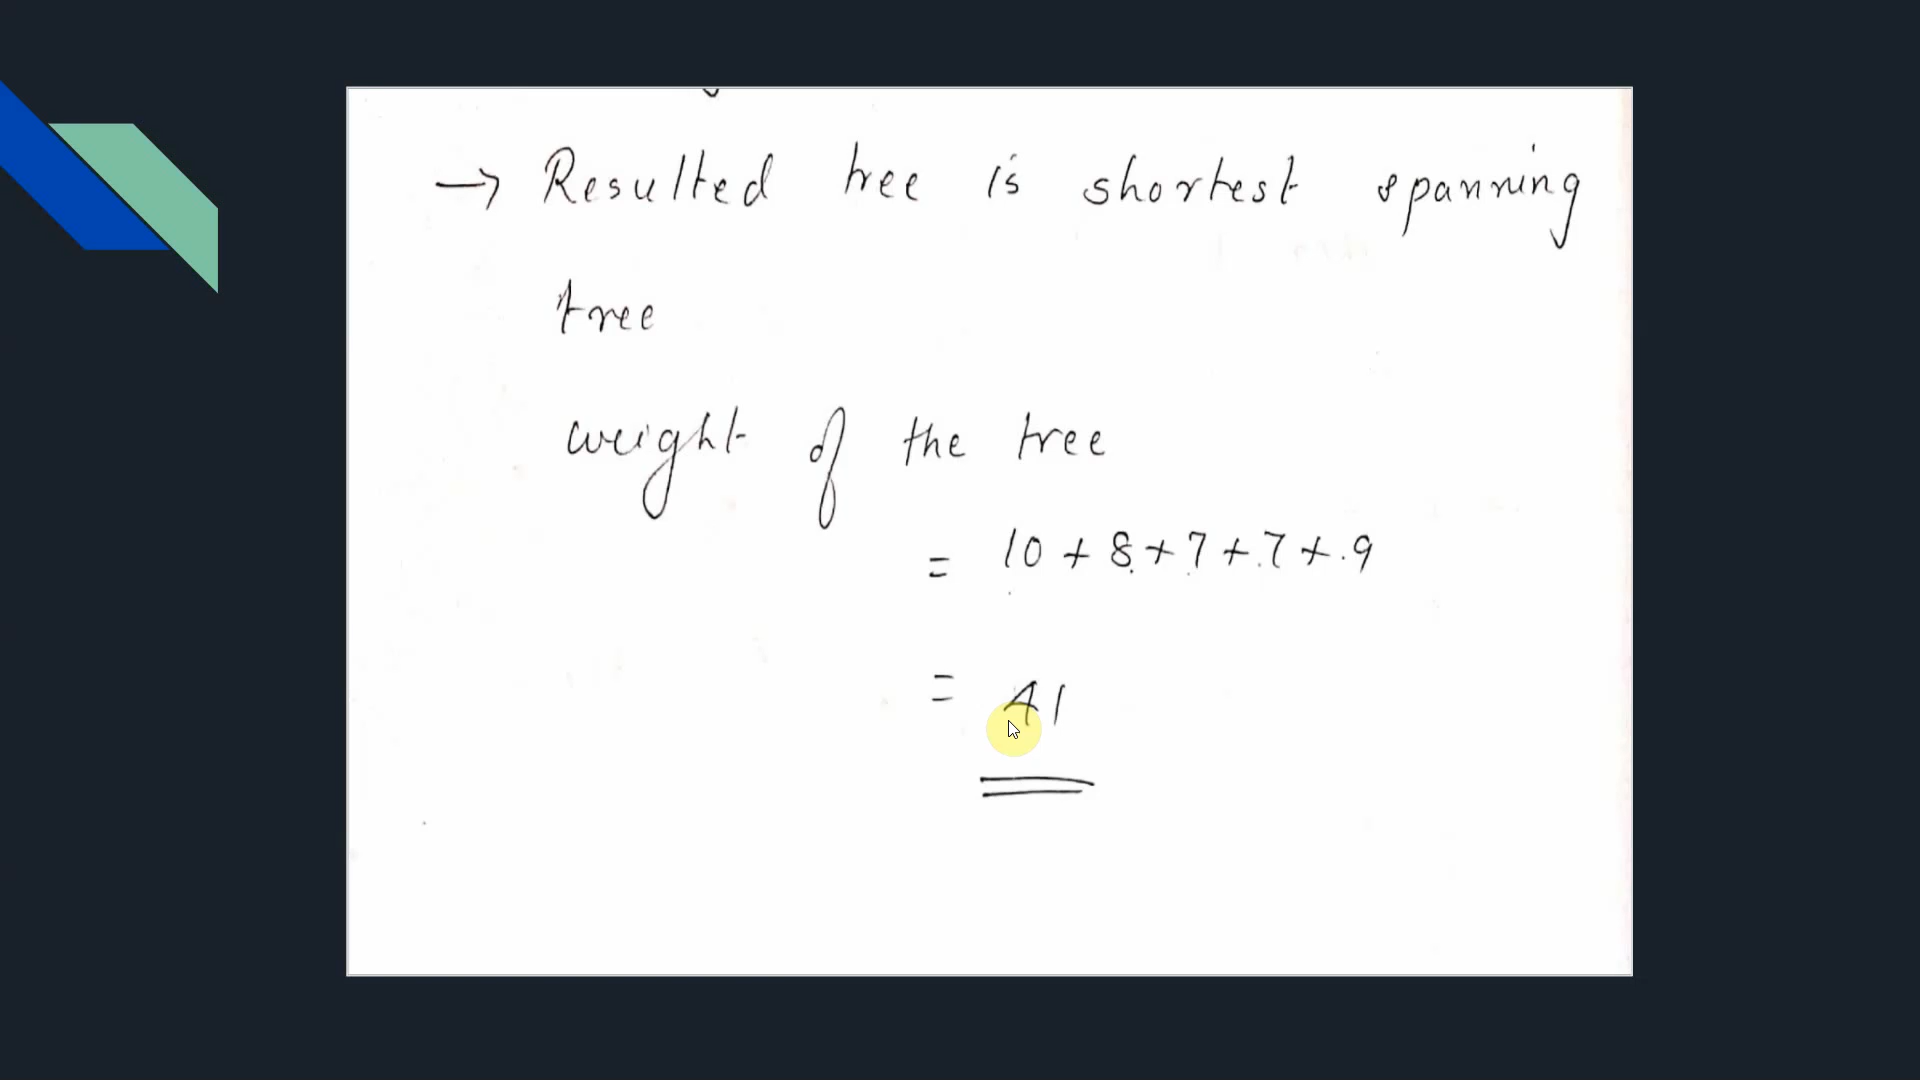 → Resulted tree is shortest spanning
tree
weight of the tree
= 10 + 8 + 7 + 7 + 9
= 41